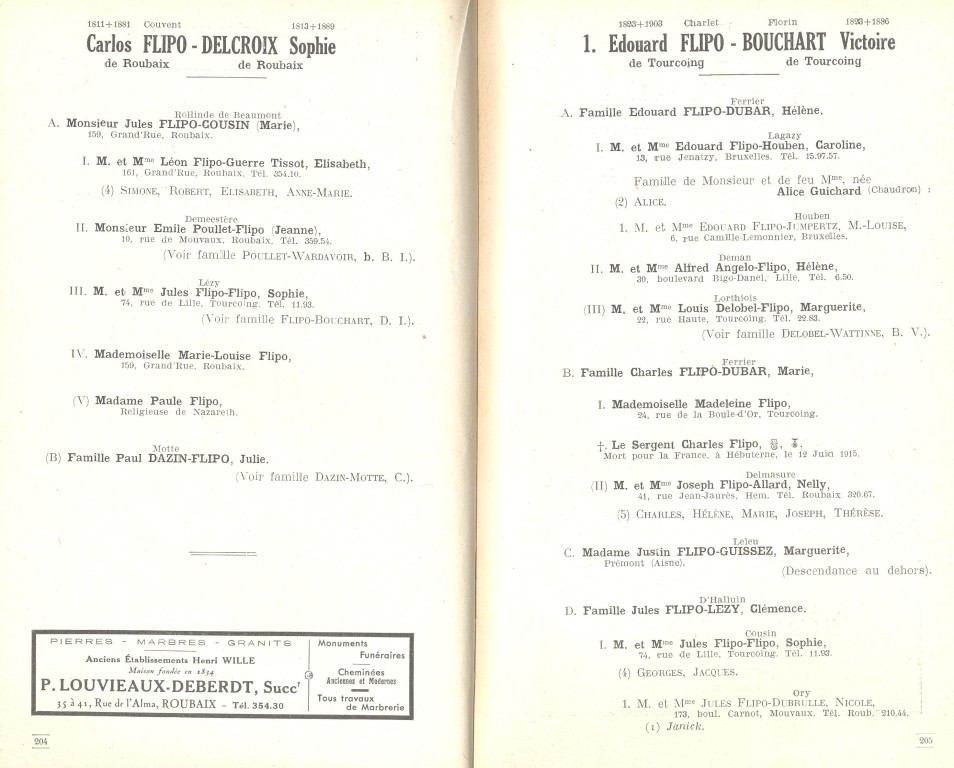 1811+1881 Couvent 1813+1889
Carlos FLIPO - DELCROIX Sophie
de Roubaix de Roubaix
Rollinde de Beaumont
A. Monsieur Jules FLIPO-COUSIN (Marie),
159, Grand'Rue, Roubaix.
I. M. et Mme Léon Flipo-Guerre Tissot, Elisabeth,
161, Grand'Rue, Roubaix. Tél. 354.10.
(4) SIMONE, ROBERT, ELISABETH, ANNE-MARIE.
Demeestère
II. Monsieur Emile Poullet-Flipo (Jeanne),
10, rue de Mouvaux, Roubaix. Tél. 359.54.
(Voir famille POULLET-WARDAVOIR, b. B. I.).
Lézy
III. M. et Mme Jules Flipo-Flipo, Sophie,
74, rue de Lille, Tourcoing. Tél. 11.93.
(Voir famille FLIPO-BOUCHART, D. I.).
IV. Mademoiselle Marie-Louise Flipo,
159, Grand'Rue, Roubaix.
(V) Madame Paule Flipo,
Religieuse de Nazareth.
Motte
(B) Famille Paul DAZIN-FLIPO, Julie.
(Voir famille DAZIN-MOTTE, C.).
PIERRES - MARBRES - GRANITS
Anciens Établissements Henri WILLE
Maison fondée en 1834
P. LOUVIEAUX-DEBERDT, Succr
35 à 41, Rue de l'Alma, ROUBAIX - Tél. 354.30
Monuments
Funéraires
Cheminées
Anciennes et Modernes
Tous travaux
de Marbrerie
204
1823+1903 Charlet Florin 1823+1886
1. Edouard FLIPO - BOUCHART Victoire
de Tourcoing de Tourcoing
Ferrier
A. Famille Edouard FLIPO-DUBAR, Hélène.
Lagazy
I. M. et Mme Edouard Flipo-Houben, Caroline,
13, rue Jenatzy, Bruxelles. Tél. 15.97.57.
Famille de Monsieur et de feu Mme, née
Alice Guichard (Chaudron) :
(2) ALICE.
Houben
1. M. et Mme EDOUARD FLIPO-JUMPERTZ, M.-LOUISE,
6, rue Camille-Lemonnier, Bruxelles.
Deman
II. M. et Mme Alfred Angelo-Flipo, Hélène,
30, boulevard Bigo-Danel, Lille. Tél. 6.50.
Lorthiois
(III) M. et Mme Louis Delobel-Flipo, Marguerite,
22, rue Haute, Tourcoing. Tél. 22.83.
(Voir famille DELOBEL-WATTINNE, B. V.).
Ferrier
B. Famille Charles FLIPO-DUBAR, Marie,
I. Mademoiselle Madeleine Flipo,
24, rue de la Boule-d'Or, Tourcoing.
†. Le Sergent Charles Flipo,
Mort pour la France, à Hébuterne, le 12 Juin 1915.
Delmasure
(II) M. et Mme Joseph Flipo-Allard, Nelly,
41, rue Jean-Jaurès, Hem. Tél. Roubaix 320.67.
(5) CHARLES, HÉLÈNE, MARIE, JOSEPH, THÉRÈSE.
Leleu
C. Madame Justin FLIPO-GUISSEZ, Marguerite,
Prémont (Aisne).
(Descendance au dehors).
D'Halluin
D. Famille Jules FLIPO-LEZY, Clémence.
Cousin
I. M. et Mme Jules Flipo-Flipo, Sophie,
74, rue de Lille, Tourcoing. Tél. 11.93.
(4) GEORGES, JACQUES.
Ory
1. M. et Mme JULES FLIPO-DUBRULLE, NICOLE,
173, boul. Carnot, Mouvaux. Tél. Roub. 210.44.
(1) Janick.
205